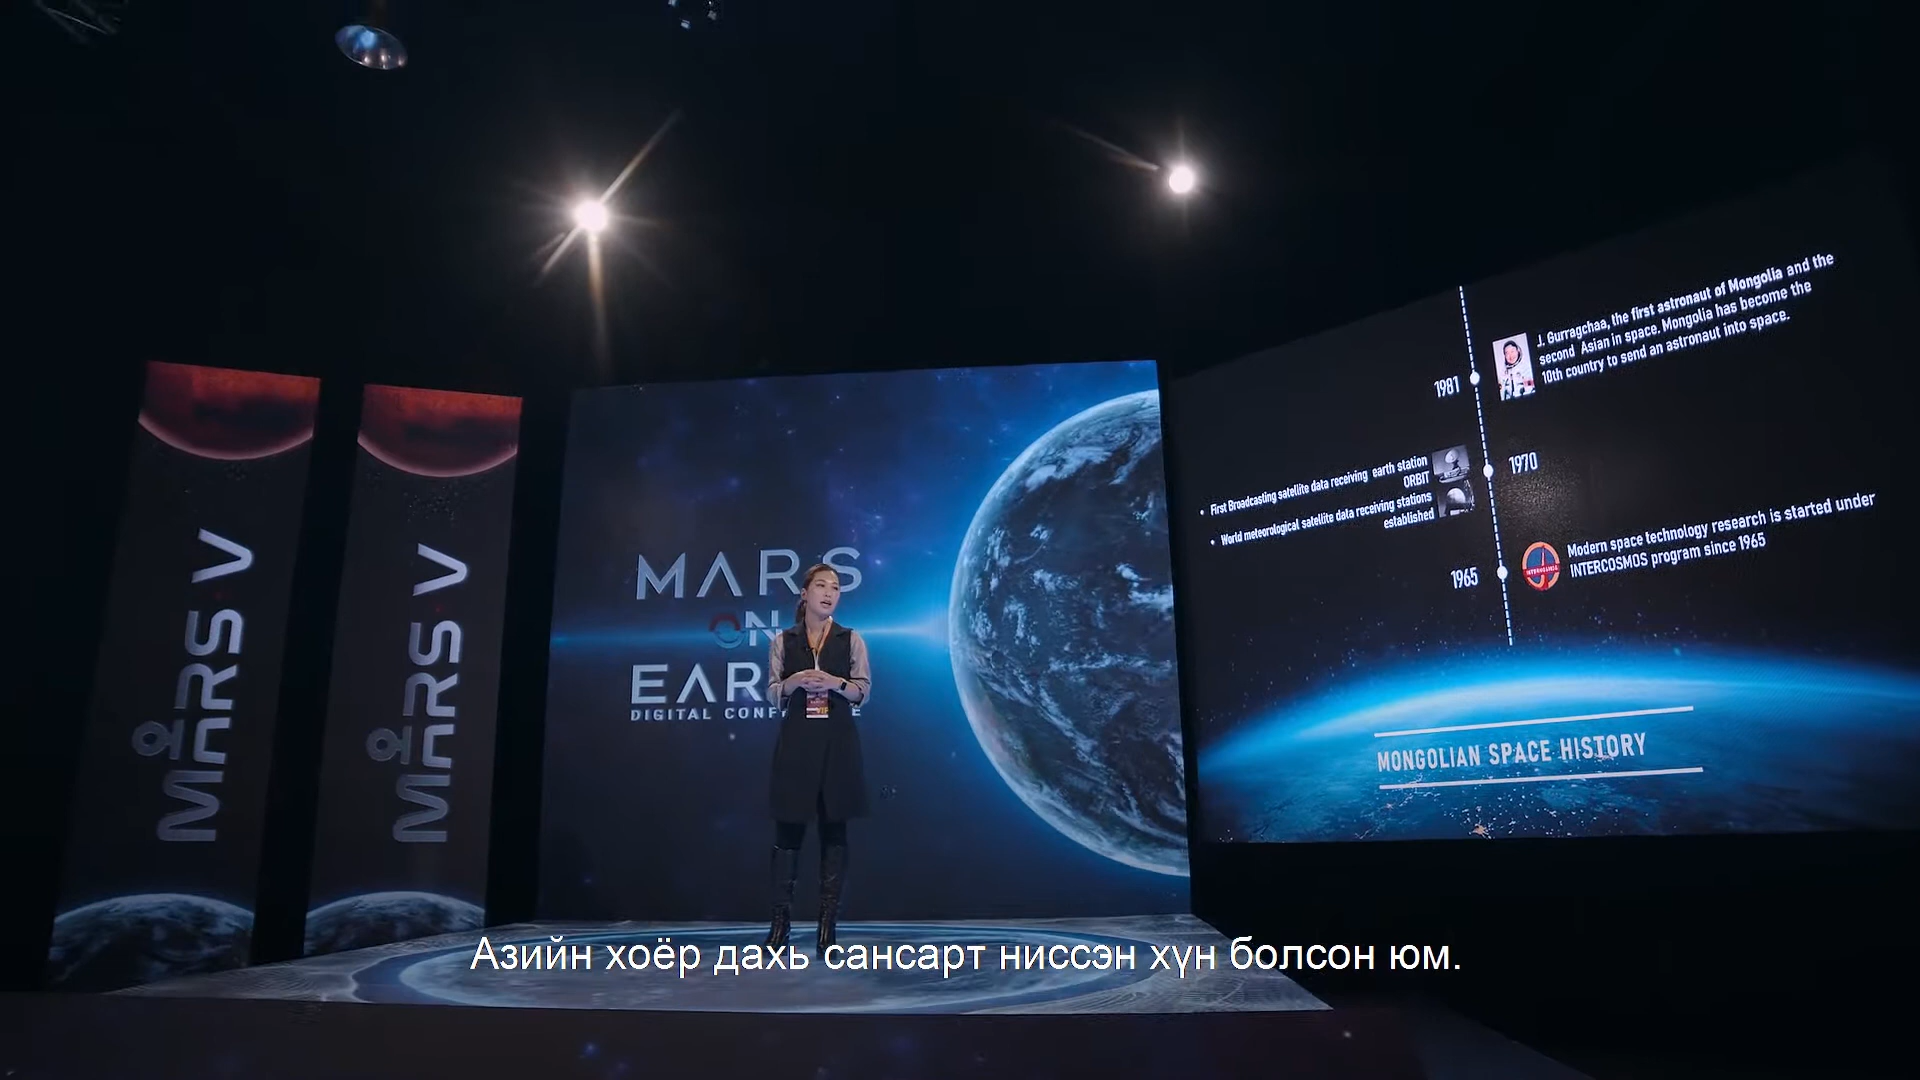 MARS V
MARS V
MARS
ON
EAR
DIGITAL CONF E
J. Gurragchaa, the first astronaut of Mongolia and the
second Asian in space. Mongolia has become the
10th country to send an astronaut into space.
1981
1970
• First Broadcasting satellite data receiving earth station
ORBIT
• World meteorological satellite data receiving stations
established
1965
Modern space technology research is started under
INTERCOSMOS program since 1965
MONGOLIAN SPACE HISTORY
Азийн хоёр дахь сансарт ниссэн хүн болсон юм.